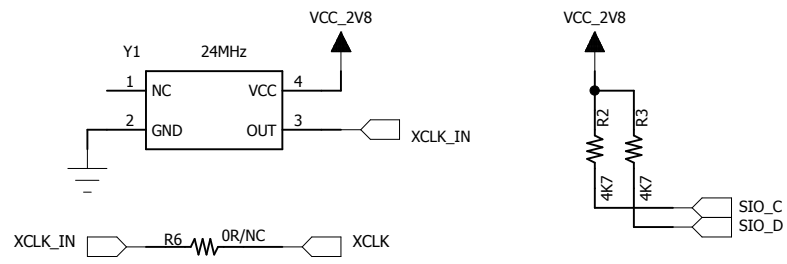 VCC_2V8
VCC_2V8
Y1 24MHz
1 NC VCC 4
2 GND OUT 3
XCLK_IN
R2 R3
4K7 4K7
SIO_C
SIO_D
XCLK_IN R6 0R/NC XCLK